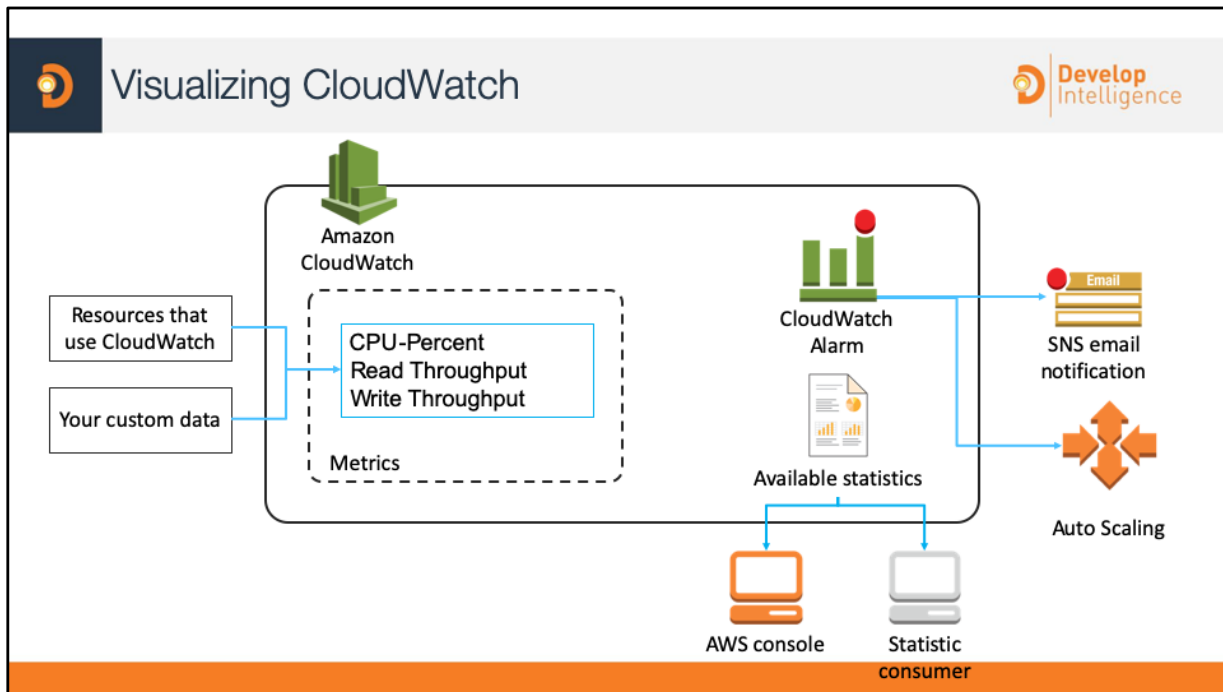 Visualizing CloudWatch
Develop
Intelligence
Amazon
CloudWatch
Resources that
use CloudWatch
Your custom data
CPU-Percent
Read Throughput
Write Throughput
Metrics
CloudWatch
Alarm
Available statistics
Email
SNS email
notification
Auto Scaling
AWS console
Statistic
consumer